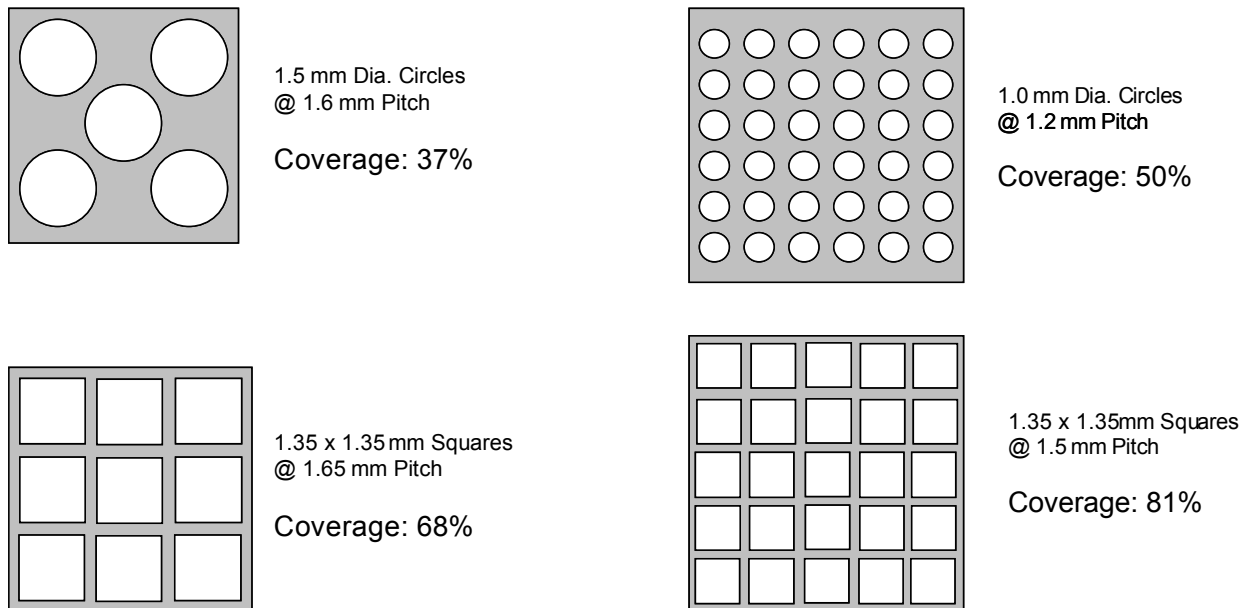 1.5 mm Dia. Circles
@ 1.6 mm Pitch
Coverage: 37%
1.0 mm Dia. Circles
@ 1.2 mm Pitch
Coverage: 50%
1.35 x 1.35 mm Squares
@ 1.65 mm Pitch
Coverage: 68%
1.35 x 1.35mm Squares
@ 1.5 mm Pitch
Coverage: 81%